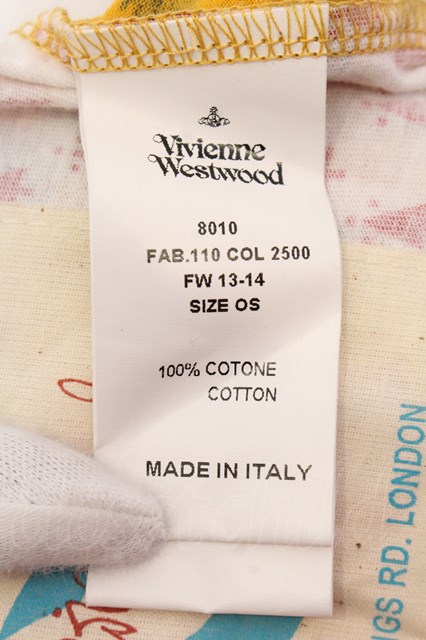 Vivienne
Westwood
8010
FAB.110 COL 2500
FW 13-14
SIZE OS
100% COTONE
COTTON
MADE IN ITALY
GS RD. LONDON